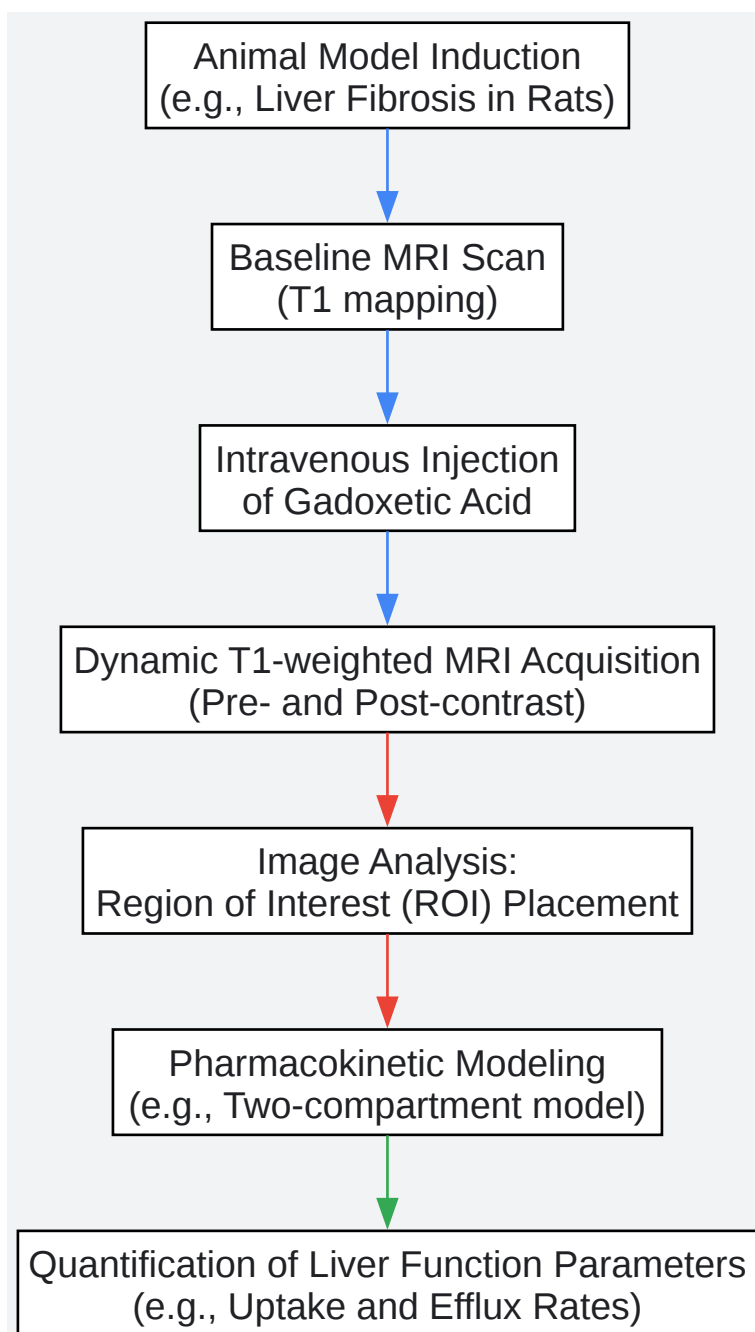 Animal Model Induction
(e.g., Liver Fibrosis in Rats)
Baseline MRI Scan
(T1 mapping)
Intravenous Injection
of Gadoxetic Acid
Dynamic T1-weighted MRI Acquisition
(Pre- and Post-contrast)
Image Analysis:
Region of Interest (ROI) Placement
Pharmacokinetic Modeling
(e.g., Two-compartment model)
Quantification of Liver Function Parameters
(e.g., Uptake and Efflux Rates)